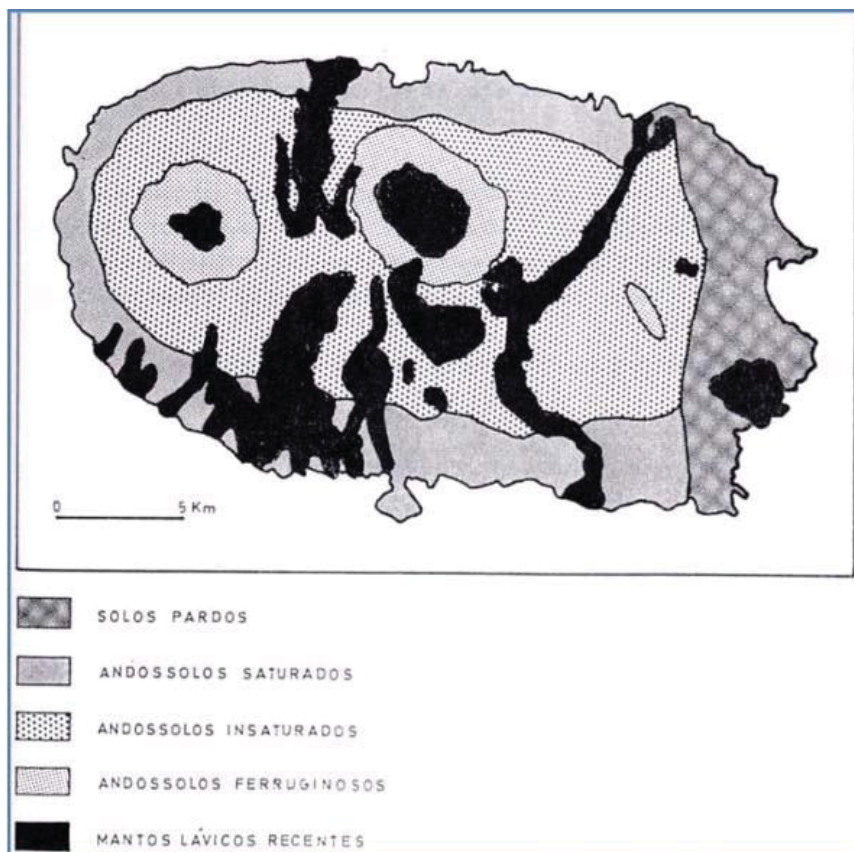 0 5 Km
SOLOS PARDOS
ANDOSSOLOS SATURADOS
ANDOSSOLOS INSATURADOS
ANDOSSOLOS FERRUGINOSOS
MANTOS LÁVICOS RECENTES